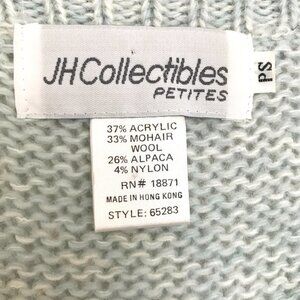 JHCollectibles
PETITES
PS
37% ACRYLIC
33% MOHAIR
WOOL
26% ALPACA
4% NYLON
RN# 18871
MADE IN HONG KONG
STYLE: 65283